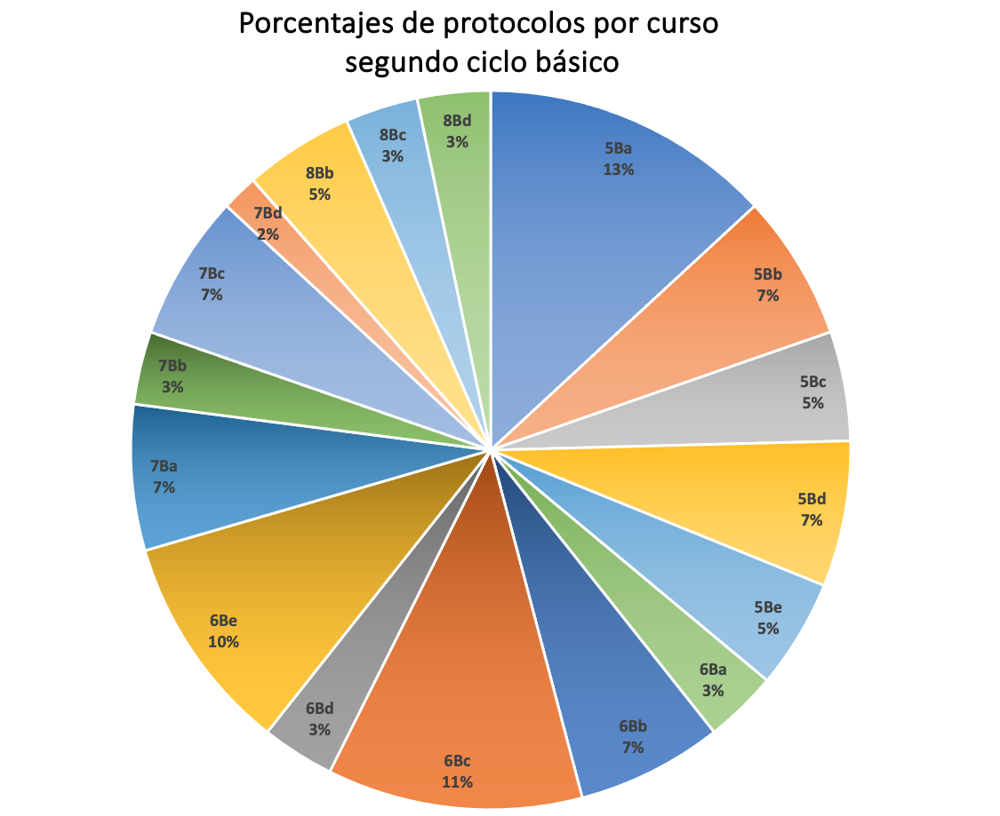 Porcentajes de protocolos por curso
segundo ciclo básico
5Ba
13%
5Bb
7%
5Bc
5%
5Bd
7%
5Be
5%
6Ba
3%
6Bb
7%
6Bc
11%
6Bd
3%
6Be
10%
7Ba
7%
7Bb
3%
7Bc
7%
7Bd
2%
8Bb
5%
8Bc
3%
8Bd
3%